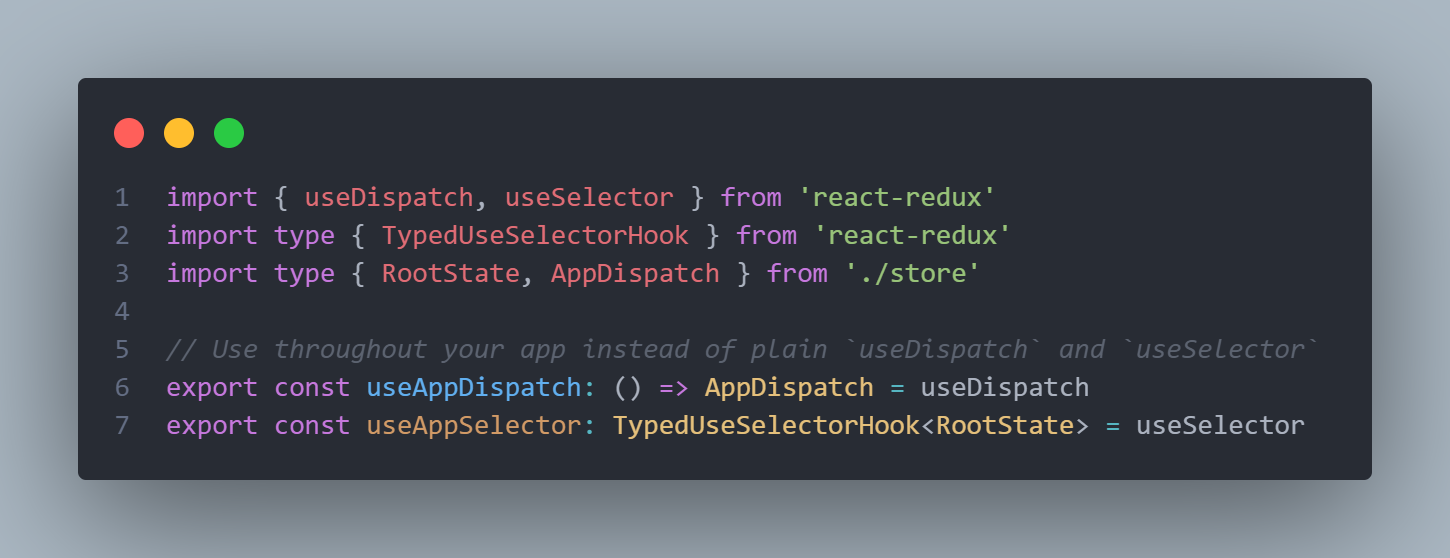 1 import { useDispatch, useSelector } from 'react-redux'
2 import type { TypedUseSelectorHook } from 'react-redux'
3 import type { RootState, AppDispatch } from './store'
4
5 // Use throughout your app instead of plain `useDispatch` and `useSelector`
6 export const useAppDispatch: () => AppDispatch = useDispatch
7 export const useAppSelector: TypedUseSelectorHook<RootState> = useSelector